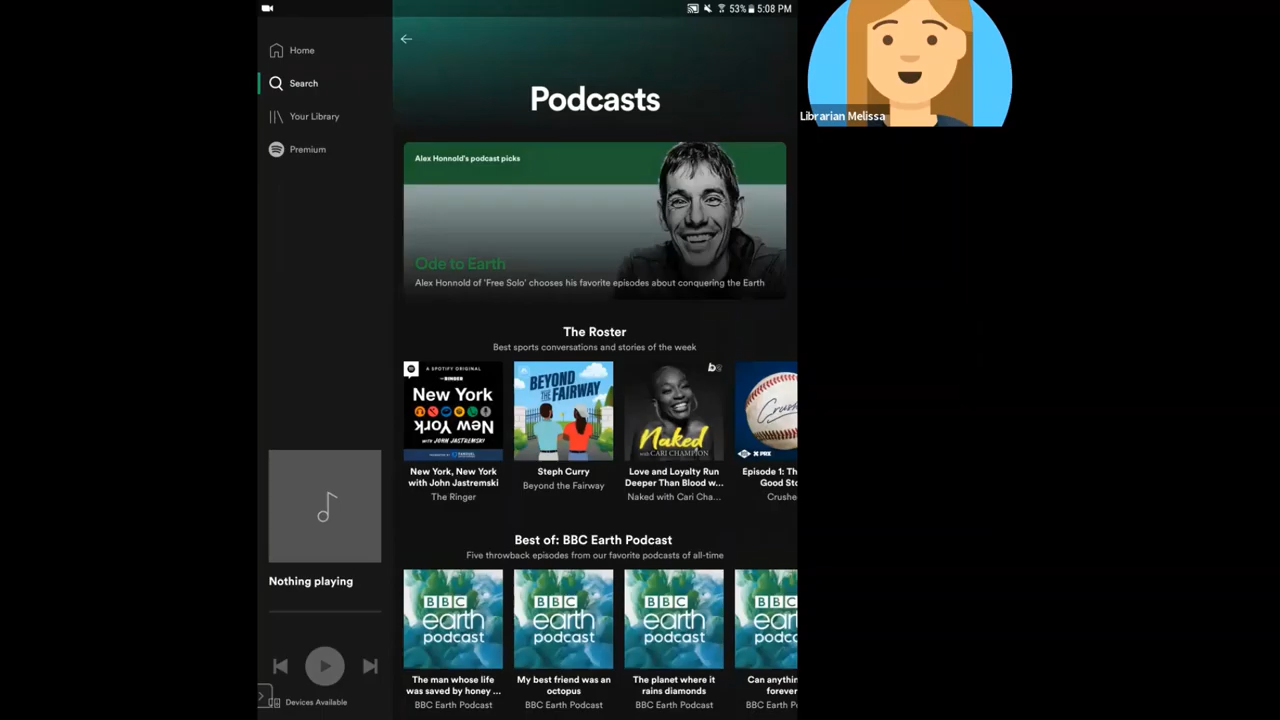 53% 5:08 PM
Home
Search
Your Library
Premium
Nothing playing
Devices Available
Podcasts
Alex Honnold's podcast picks
Ode to Earth
Alex Honnold of 'Free Solo' chooses his favorite episodes about conquering the Earth
The Roster
Best sports conversations and stories of the week
A SPOTIFY ORIGINAL
New York
New York
WITH JOHN JASTREMSKI
New York, New York
with John Jastremski
The Ringer
BEYOND
THE FAIRWAY
Steph Curry
Beyond the Fairway
Naked
with CARI CHAMPION
Love and Loyalty Run
Deeper Than Blood w...
Naked with Cari Cha...
Crush
PRX
Episode 1: Th
Good Sto
Crushe
Best of: BBC Earth Podcast
Five throwback episodes from our favorite podcasts of all-time
BBC
earth
podcast
The man whose life
was saved by honey ...
BBC Earth Podcast
BBC
earth
podcast
My best friend was an
octopus
BBC Earth Podcast
BBC
earth
podcast
The planet where it
rains diamonds
BBC Earth Podcast
BBC
eart
podc
Can anythin
forever
BBC Earth P
Librarian Melissa